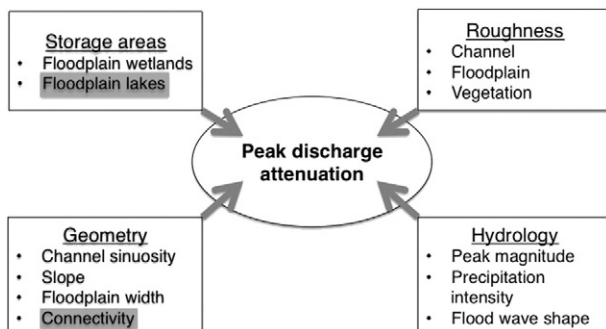 Storage areas
• Floodplain wetlands
• Floodplain lakes
Roughness
• Channel
• Floodplain
• Vegetation
Peak discharge
attenuation
Geometry
• Channel sinuosity
• Slope
• Floodplain width
• Connectivity
Hydrology
• Peak magnitude
• Precipitation
intensity
• Flood wave shape